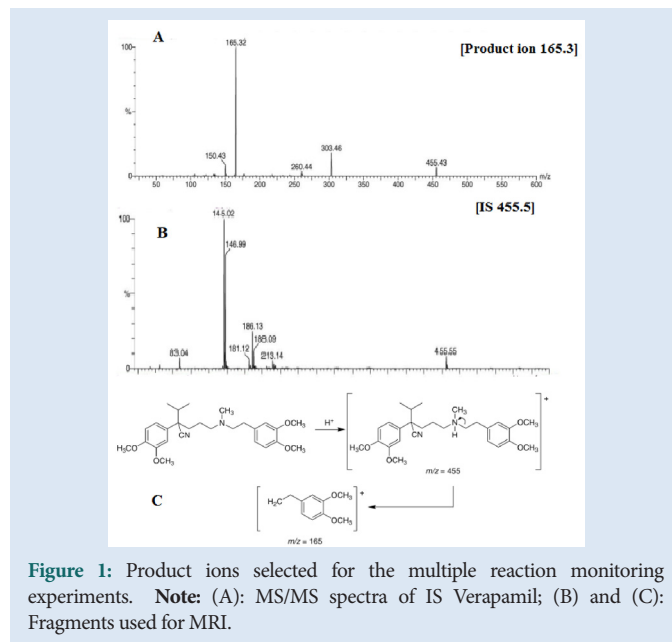 A
[Product ion 165.3]
100
165.32
%
150.43
260.44
303.46
455.43
0
m/z
50 100 150 200 250 300 350 400 450 500 550 600
[IS 455.5]
B
100
146.99
%
186.13
181.12
83.04
213.14
455.55
0
CH₃
N
CN
H₃CO
OCH₃
OCH₃
OCH₃
H⁺
CH₃
N
H
CN
H₃CO
OCH₃
OCH₃
OCH₃
+
m/z = 455
C
H₂C
OCH₃
OCH₃
+
m/z = 165
Figure 1: Product ions selected for the multiple reaction monitoring
experiments. Note: (A): MS/MS spectra of IS Verapamil; (B) and (C):
Fragments used for MRI.